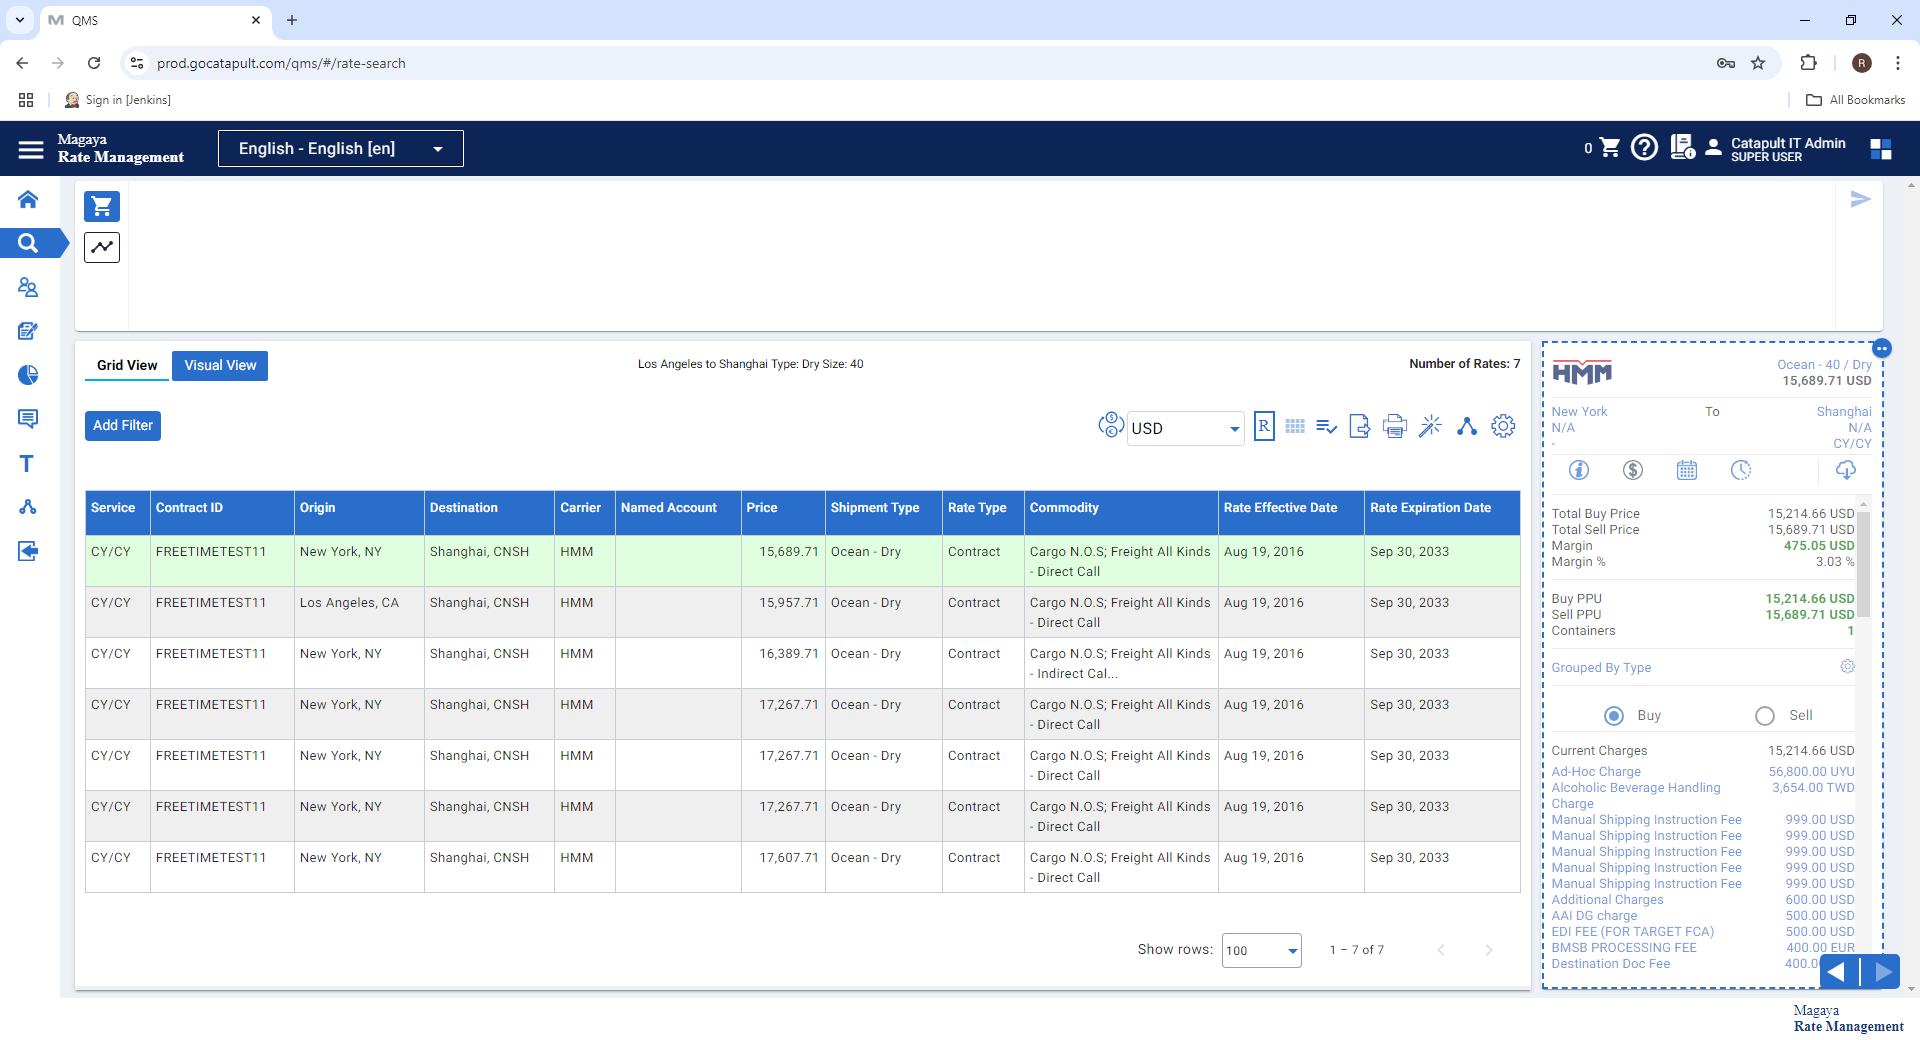 QMS
prod.gocatapult.com/qms/#/rate-search
R
Sign in [Jenkins]
All Bookmarks
Magaya
Rate Management
English - English [en]
0
Catapult IT Admin
SUPER USER
Grid View
Visual View
Los Angeles to Shanghai Type: Dry Size: 40
Number of Rates: 7
Add Filter
USD
R
Service Contract ID Origin Destination Carrier Named Account Price Shipment Type Rate Type Commodity Rate Effective Date Rate Expiration Date
CY/CY FREETIMETEST11 New York, NY Shanghai, CNSH HMM 15,689.71 Ocean - Dry Contract Cargo N.O.S; Freight All Kinds Aug 19, 2016 Sep 30, 2033
- Direct Call
CY/CY FREETIMETEST11 Los Angeles, CA Shanghai, CNSH HMM 15,957.71 Ocean - Dry Contract Cargo N.O.S; Freight All Kinds Aug 19, 2016 Sep 30, 2033
- Direct Call
CY/CY FREETIMETEST11 New York, NY Shanghai, CNSH HMM 16,389.71 Ocean - Dry Contract Cargo N.O.S; Freight All Kinds Aug 19, 2016 Sep 30, 2033
- Indirect Cal...
CY/CY FREETIMETEST11 New York, NY Shanghai, CNSH HMM 17,267.71 Ocean - Dry Contract Cargo N.O.S; Freight All Kinds Aug 19, 2016 Sep 30, 2033
- Direct Call
CY/CY FREETIMETEST11 New York, NY Shanghai, CNSH HMM 17,267.71 Ocean - Dry Contract Cargo N.O.S; Freight All Kinds Aug 19, 2016 Sep 30, 2033
- Direct Call
CY/CY FREETIMETEST11 New York, NY Shanghai, CNSH HMM 17,267.71 Ocean - Dry Contract Cargo N.O.S; Freight All Kinds Aug 19, 2016 Sep 30, 2033
- Direct Call
CY/CY FREETIMETEST11 New York, NY Shanghai, CNSH HMM 17,607.71 Ocean - Dry Contract Cargo N.O.S; Freight All Kinds Aug 19, 2016 Sep 30, 2033
- Direct Call
Show rows: 100 1 – 7 of 7
HMM
Ocean - 40 / Dry
15,689.71 USD
New York To Shanghai
N/A N/A
- CY/CY
Total Buy Price 15,214.66 USD
Total Sell Price 15,689.71 USD
Margin 475.05 USD
Margin % 3.03 %
Buy PPU 15,214.66 USD
Sell PPU 15,689.71 USD
Containers 1
Grouped By Type
Buy Sell
Current Charges 15,214.66 USD
Ad-Hoc Charge 56,800.00 UYU
Alcoholic Beverage Handling 3,654.00 TWD
Charge
Manual Shipping Instruction Fee 999.00 USD
Manual Shipping Instruction Fee 999.00 USD
Manual Shipping Instruction Fee 999.00 USD
Manual Shipping Instruction Fee 999.00 USD
Manual Shipping Instruction Fee 999.00 USD
Additional Charges 600.00 USD
AAI DG charge 500.00 USD
EDI FEE (FOR TARGET FCA) 500.00 USD
BMSB PROCESSING FEE 400.00 EUR
Destination Doc Fee 400.0
Magaya
Rate Management